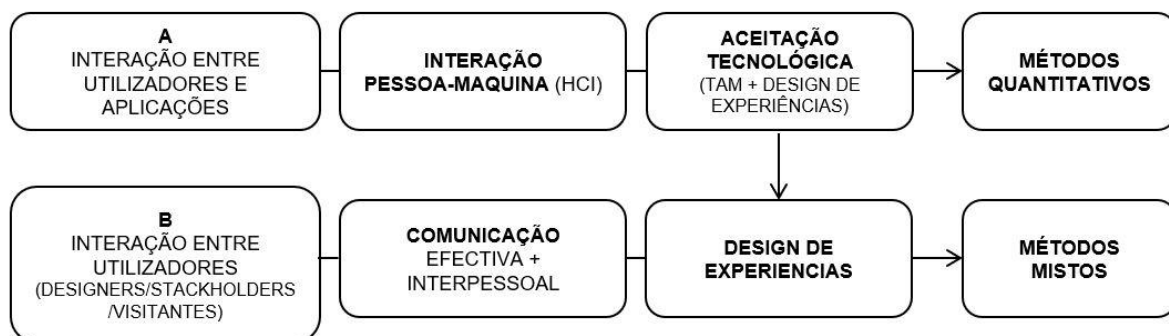 A
INTERAÇÃO ENTRE
UTILIZADORES E
APLICAÇÕES
INTERAÇÃO
PESSOA-MAQUINA (HCI)
ACEITAÇÃO
TECNOLÓGICA
(TAM + DESIGN DE
EXPERIÊNCIAS)
MÉTODOS
QUANTITATIVOS
B
INTERAÇÃO ENTRE
UTILIZADORES
(DESIGNERS/STACKHOLDERS
/VISITANTES)
COMUNICAÇÃO
EFECTIVA +
INTERPESSOAL
DESIGN DE
EXPERIENCIAS
MÉTODOS
MISTOS